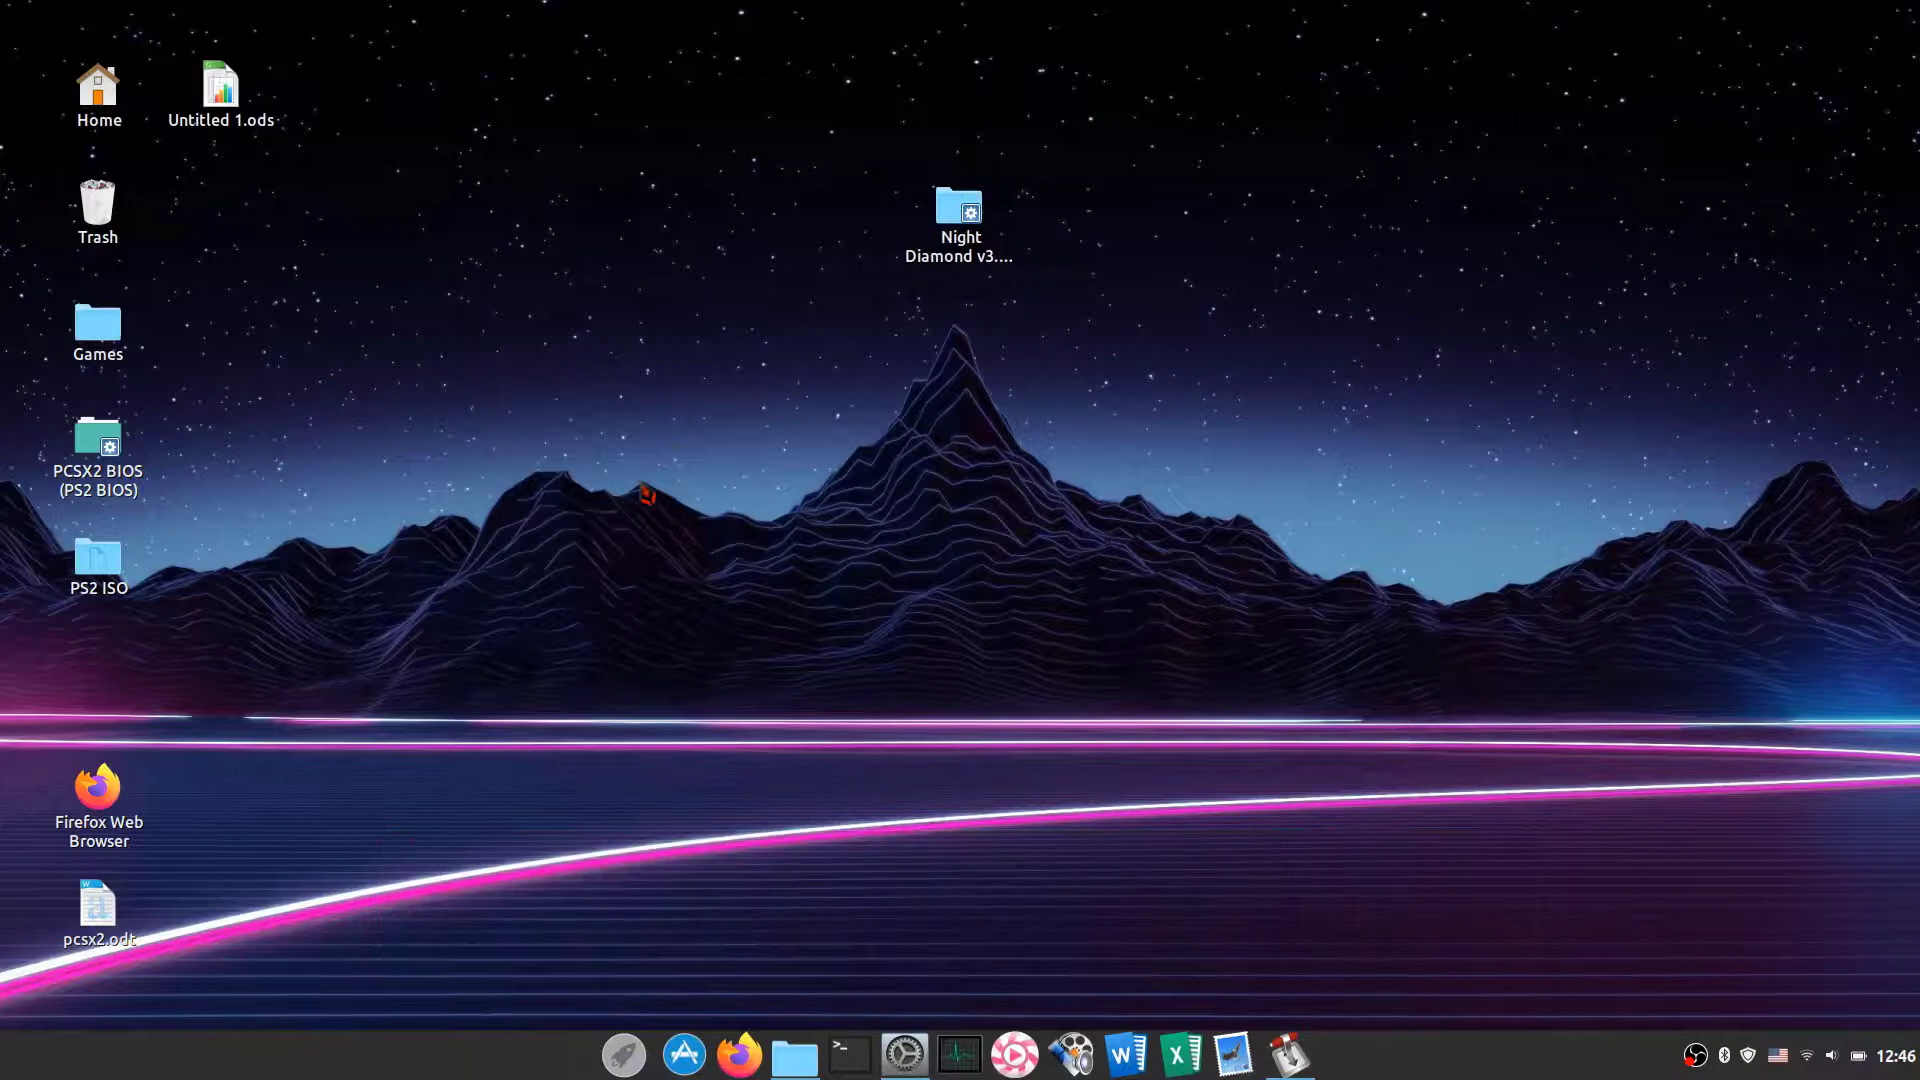 Home
Untitled 1.ods
Trash
Night
Diamond v3....
Games
PCSX2 BIOS
(PS2 BIOS)
PS2 ISO
Firefox Web
Browser
pcsx2.odt
12:46